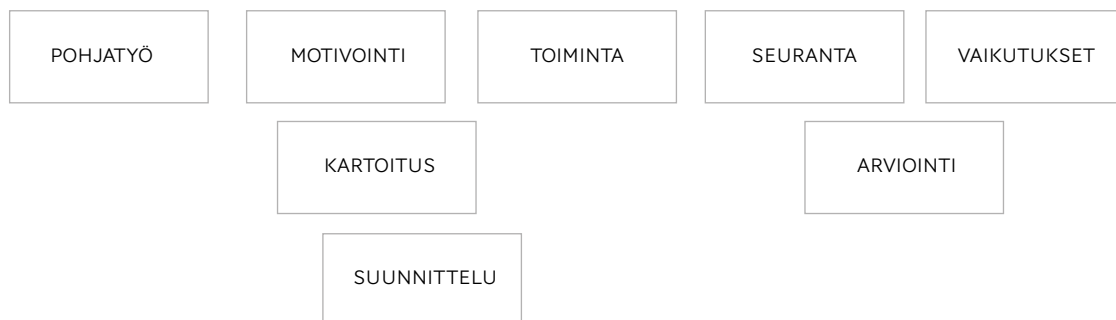 POHJATYÖ
MOTIVOINTI
TOIMINTA
SEURANTA
VAIKUTUKSET
KARTOITUS
ARVIOINTI
SUUNNITTELU